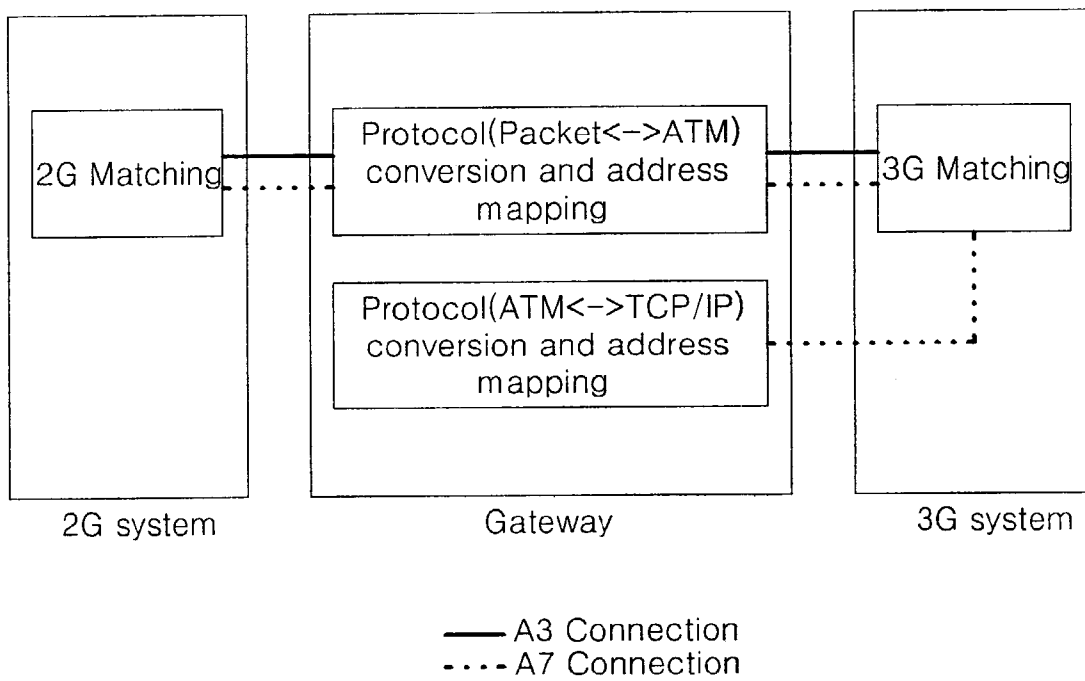 2G Matching
Protocol(Packet<->ATM)
conversion and address
mapping
3G Matching
Protocol(ATM<->TCP/IP)
conversion and address
mapping
2G system
Gateway
3G system
A3 Connection
A7 Connection